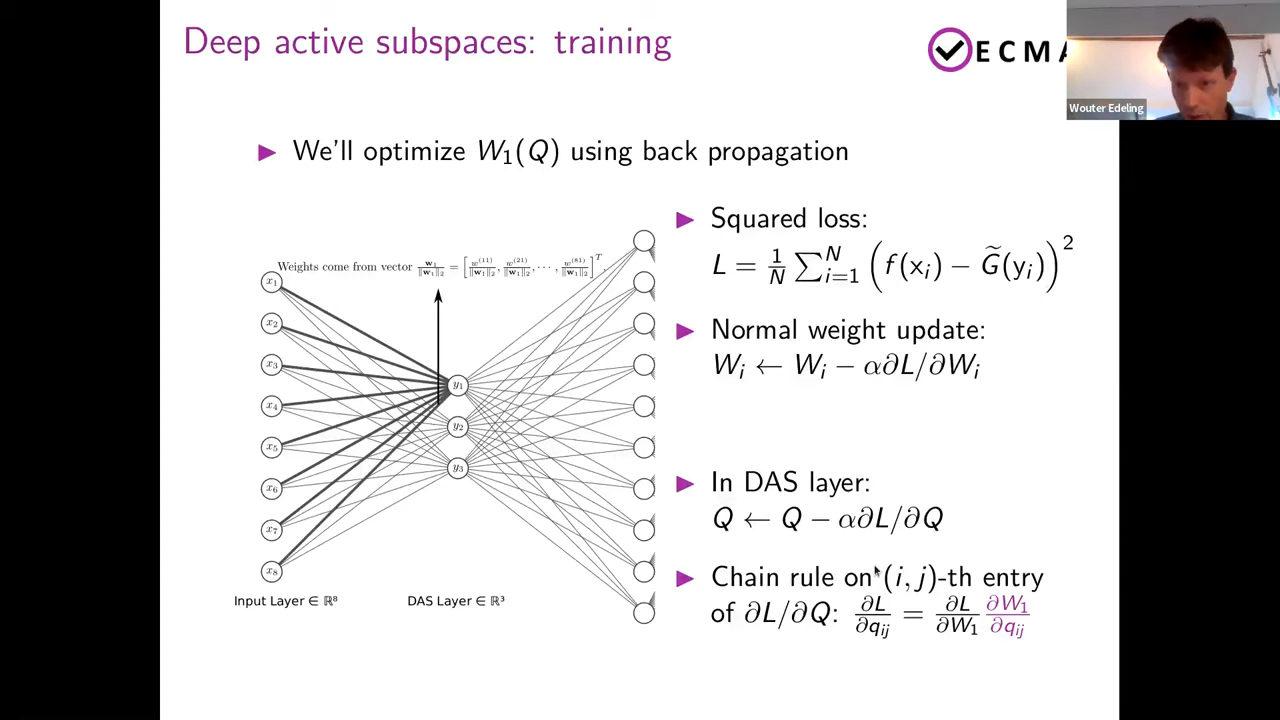 Deep active subspaces: training
ECMA
Wouter Edeling
▶ We'll optimize W₁(Q) using back propagation
▶ Squared loss:
L = 1/N ∑ᵢ₌₁ᴺ (f(xᵢ) − G̃(yᵢ))²
▶ Normal weight update:
Wᵢ ← Wᵢ − α∂L/∂Wᵢ
▶ In DAS layer:
Q ← Q − α∂L/∂Q
▶ Chain rule on (i, j)-th entry
of ∂L/∂Q: ∂L/∂qᵢⱼ = ∂L/∂W₁ ∂W₁/∂qᵢⱼ
Weights come from vector w₁/‖w₁‖₂ = [w⁽¹¹⁾/‖w₁‖₂, w⁽²¹⁾/‖w₁‖₂, ⋯ , w⁽⁸¹⁾/‖w₁‖₂]ᵀ.
x₁
x₂
x₃
x₄
x₅
x₆
x₇
x₈
y₁
y₂
y₃
Input Layer ∈ ℝ⁸
DAS Layer ∈ ℝ³